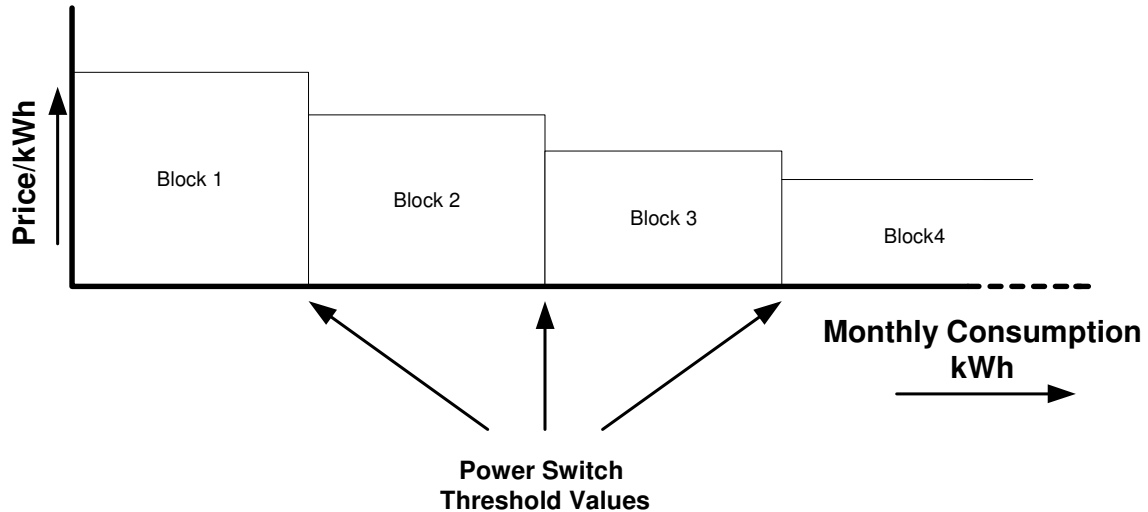 Price/kWh
Block 1
Block 2
Block 3
Block4
Monthly Consumption
kWh
Power Switch
Threshold Values